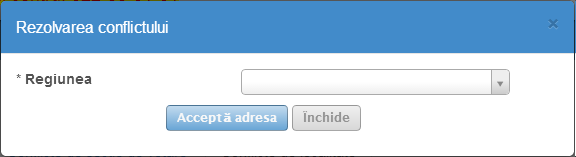 Rezolvarea conflictului
* Regiunea
Acceptă adresa Închide